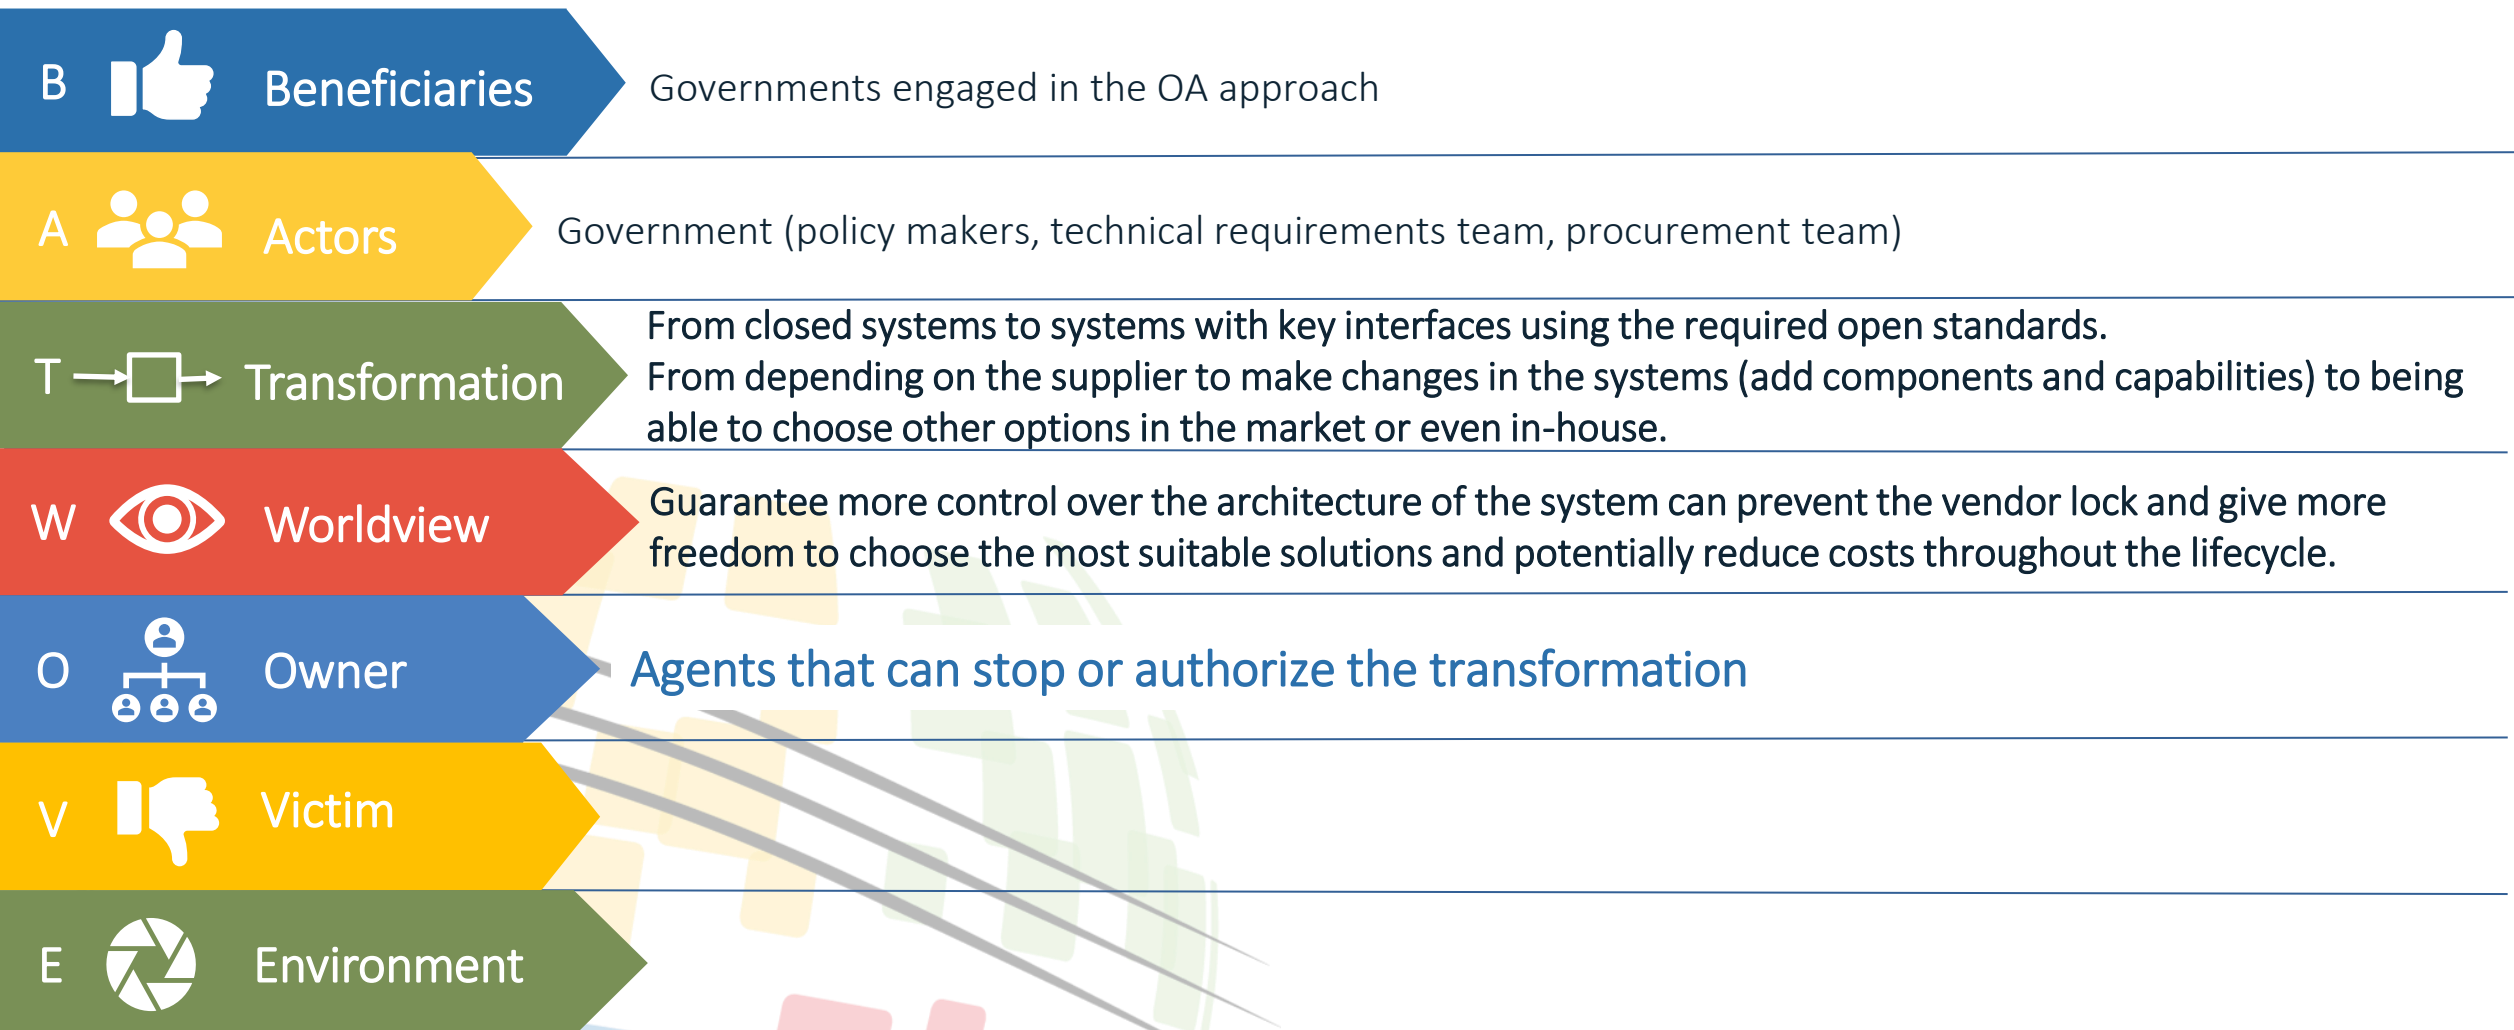 B Beneficiaries Governments engaged in the OA approach
A Actors Government (policy makers, technical requirements team, procurement team)
From closed systems to systems with key interfaces using the required open standards.
T Transformation From depending on the supplier to make changes in the systems (add components and capabilities) to being
able to choose other options in the market or even in-house.
W Worldview Guarantee more control over the architecture of the system can prevent the vendor lock and give more
freedom to choose the most suitable solutions and potentially reduce costs throughout the lifecycle.
O Owner Agents that can stop or authorize the transformation
V Victim
E Environment